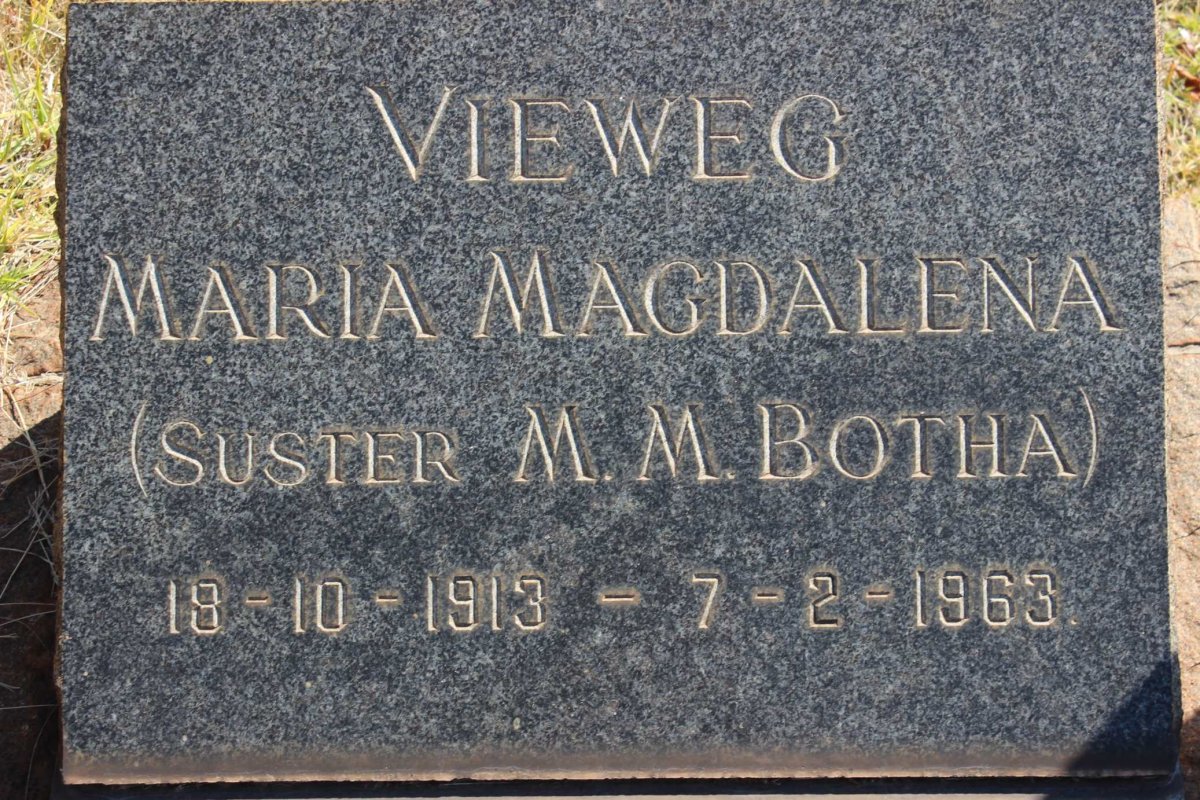 VIEWEG
MARIA MAGDALENA
(SUSTER M. M. BOTHA)
18-10-1913 - 7-2-1963.